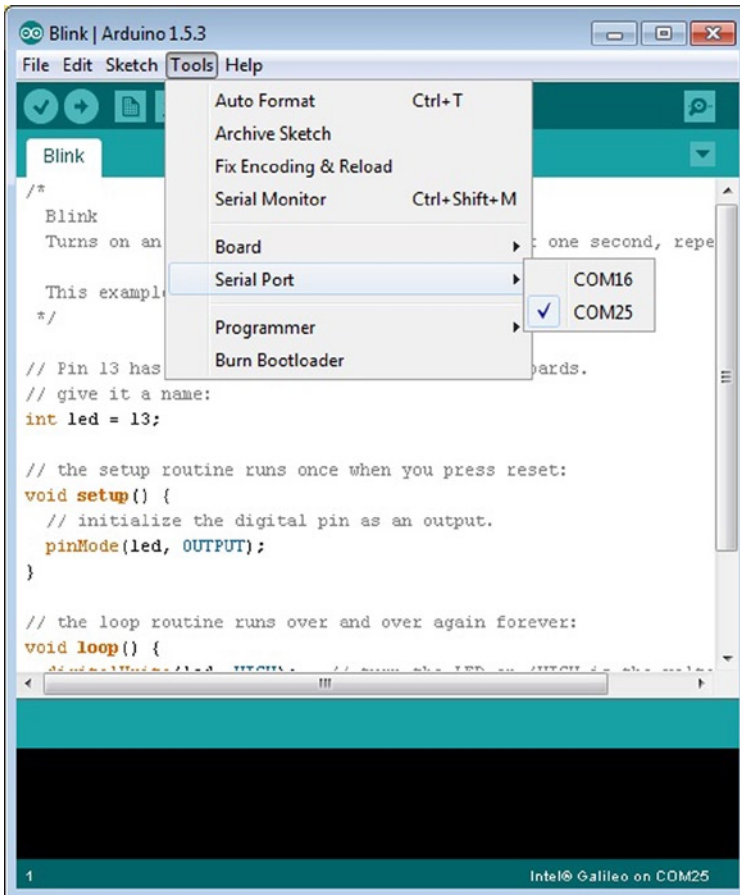 Blink | Arduino 1.5.3
File Edit Sketch Tools Help
Auto Format Ctrl+T
Archive Sketch
Fix Encoding & Reload
Serial Monitor Ctrl+Shift+M
Board
Serial Port
COM16
COM25
Programmer
Burn Bootloader
Blink
/*
Blink
Turns on an one second, repe
This example
*/
// Pin 13 has
// give it a name:
int led = 13;
// the setup routine runs once when you press reset:
void setup() {
// initialize the digital pin as an output.
pinMode(led, OUTPUT);
}
// the loop routine runs over and over again forever:
void loop() {
1
Intel® Galileo on COM25